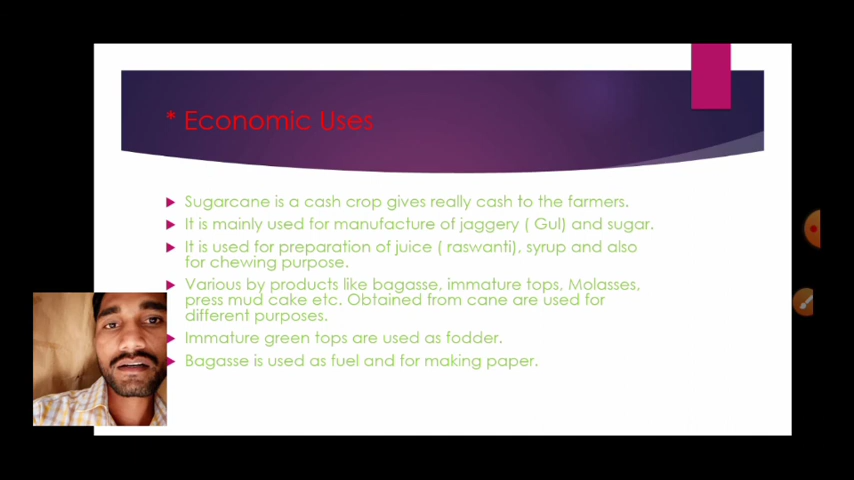 * Economic Uses
Sugarcane is a cash crop gives really cash to the farmers.
It is mainly used for manufacture of jaggery ( Gul) and sugar.
It is used for preparation of juice ( raswanti), syrup and also
for chewing purpose.
Various by products like bagasse, immature tops, Molasses,
press mud cake etc. Obtained from cane are used for
different purposes.
Immature green tops are used as fodder.
Bagasse is used as fuel and for making paper.